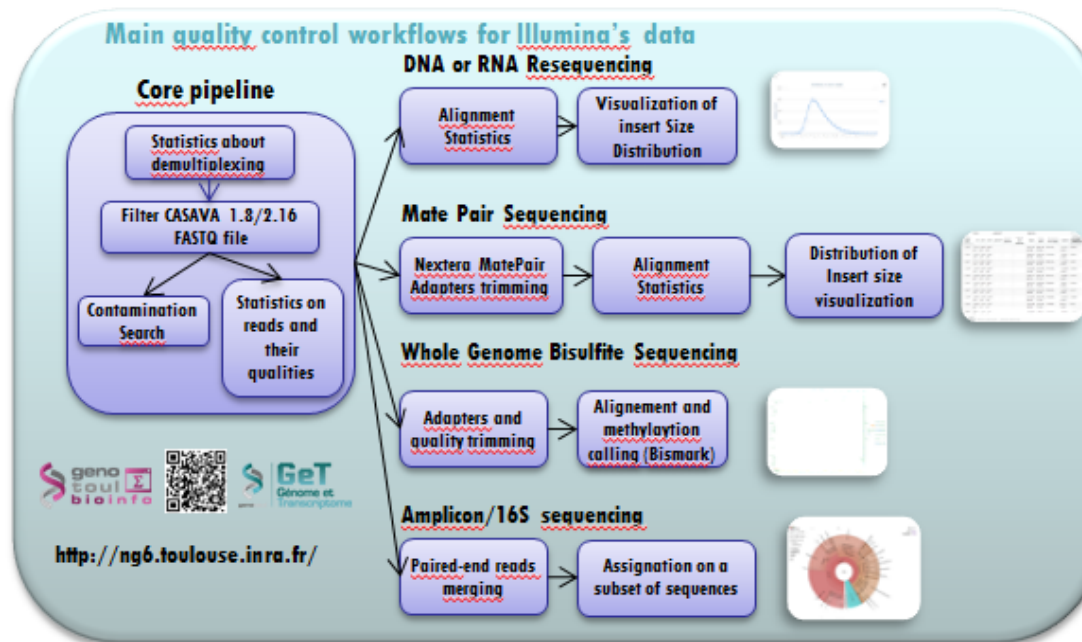 Main quality control workflows for Illumina's data
Core pipeline
Statistics about
demultiplexing
Filter CASAVA 1.8/2.16
FASTQ file
Contamination
Search
Statistics on
reads and
their
qualities
DNA or RNA Resequencing
Alignment
Statistics
Visualization of
insert Size
Distribution
Mate Pair Sequencing
Nextera MatePair
Adapters trimming
Alignment
Statistics
Distribution of
Insert size
visualization
Whole Genome Bisulfite Sequencing
Adapters and
quality trimming
Alignement and
methylaytion
calling (Bismark)
Amplicon/16S sequencing
Paired-end reads
merging
Assignation on a
subset of sequences
geno
toul
bioinfo
GeT
Génome et
Transcriptome
http://ng6.toulouse.inra.fr/